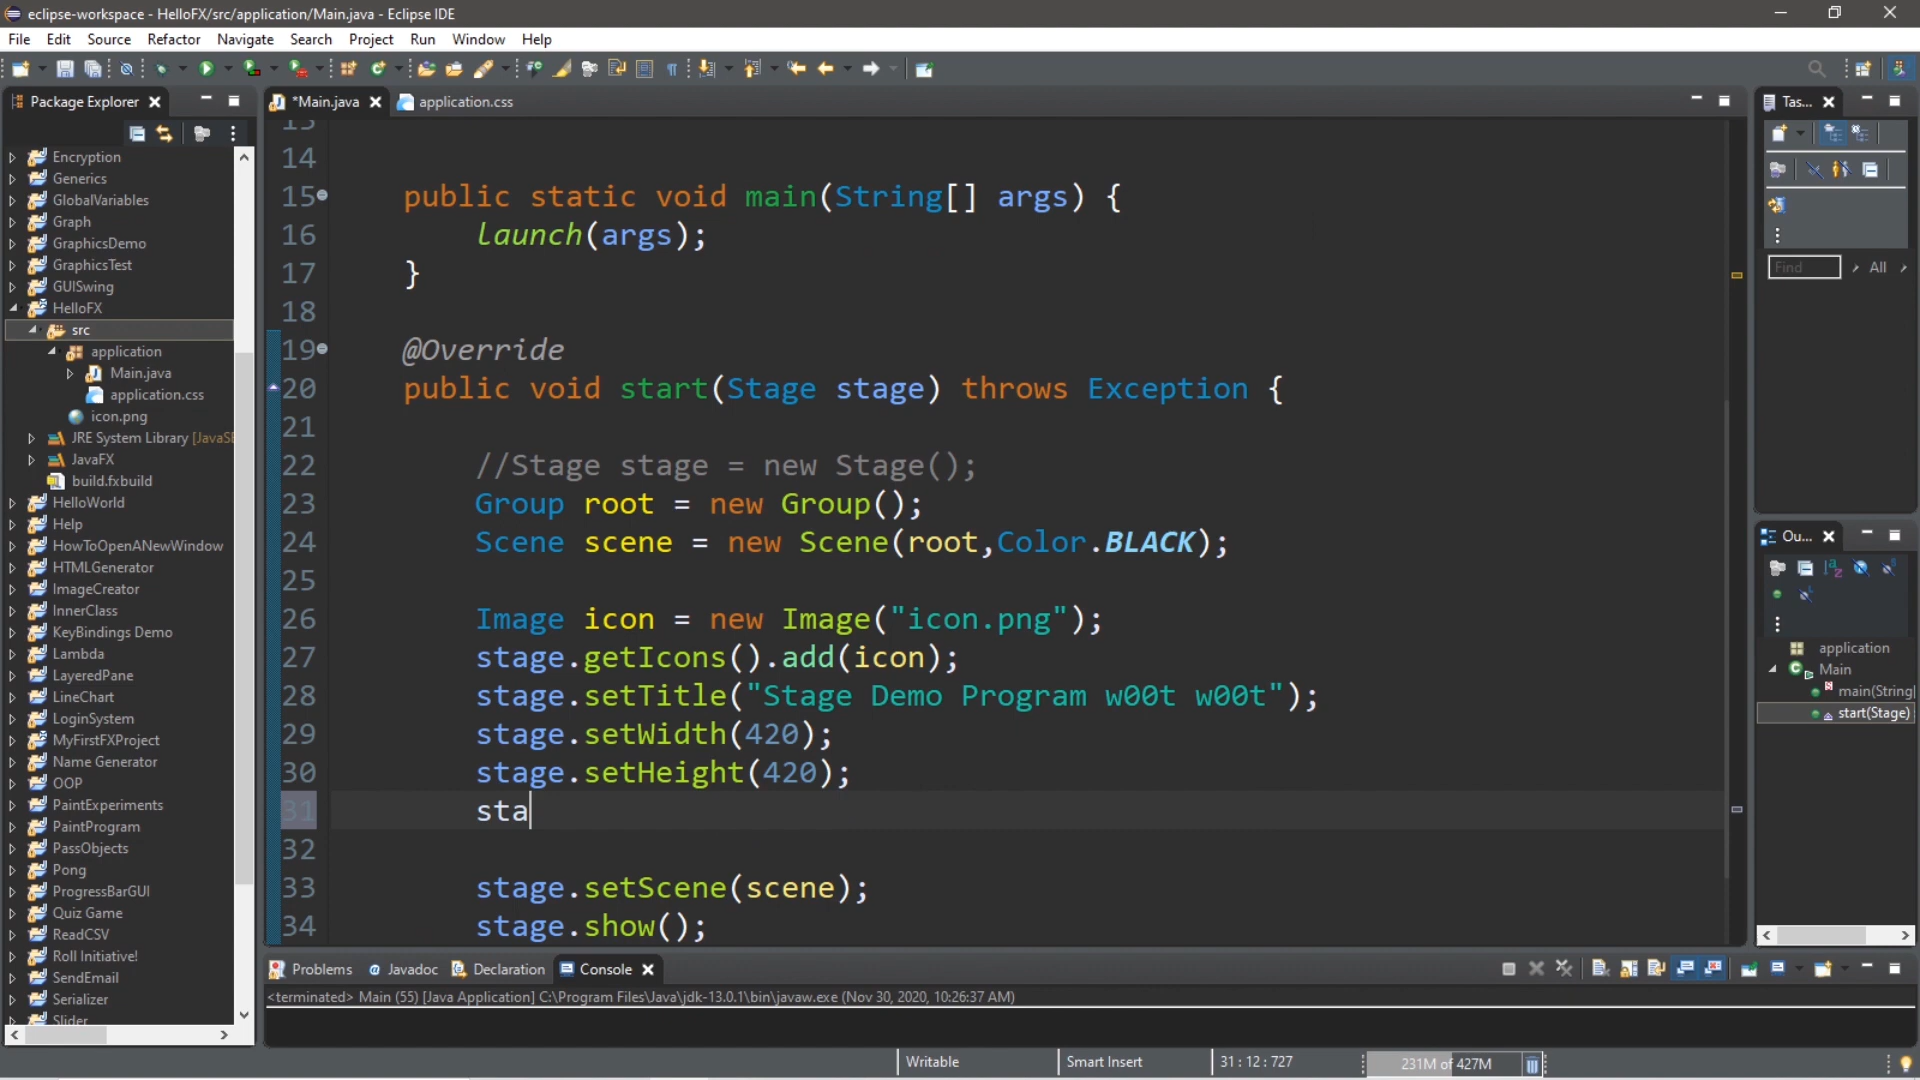 eclipse-workspace - HelloFX/src/application/Main.java - Eclipse IDE
File Edit Source Refactor Navigate Search Project Run Window Help
Package Explorer
Encryption
Generics
GlobalVariables
Graph
GraphicsDemo
GraphicsTest
GUISwing
HelloFX
src
application
Main.java
application.css
icon.png
JRE System Library [JavaSE
JavaFX
build.fxbuild
HelloWorld
Help
HowToOpenANewWindow
HTMLGenerator
ImageCreator
InnerClass
KeyBindings Demo
Lambda
LayeredPane
LineChart
LoginSystem
MyFirstFXProject
Name Generator
OOP
PaintExperiments
PaintProgram
PassObjects
Pong
ProgressBarGUI
Quiz Game
ReadCSV
Roll Initiative!
SendEmail
Serializer
Slider
*Main.java application.css
13
14
15 public static void main(String[] args) {
16 launch(args);
17 }
18
19 @Override
20 public void start(Stage stage) throws Exception {
21
22 //Stage stage = new Stage();
23 Group root = new Group();
24 Scene scene = new Scene(root,Color.BLACK);
25
26 Image icon = new Image("icon.png");
27 stage.getIcons().add(icon);
28 stage.setTitle("Stage Demo Program w00t w00t");
29 stage.setWidth(420);
30 stage.setHeight(420);
31 sta
32
33 stage.setScene(scene);
34 stage.show();
Tas...
Find All
Ou...
application
Main
main(String[
start(Stage)
Problems Javadoc Declaration Console
<terminated> Main (55) [Java Application] C:\Program Files\Java\jdk-13.0.1\bin\javaw.exe (Nov 30, 2020, 10:26:37 AM)
Writable Smart Insert 31 : 12 : 727 231M of 427M